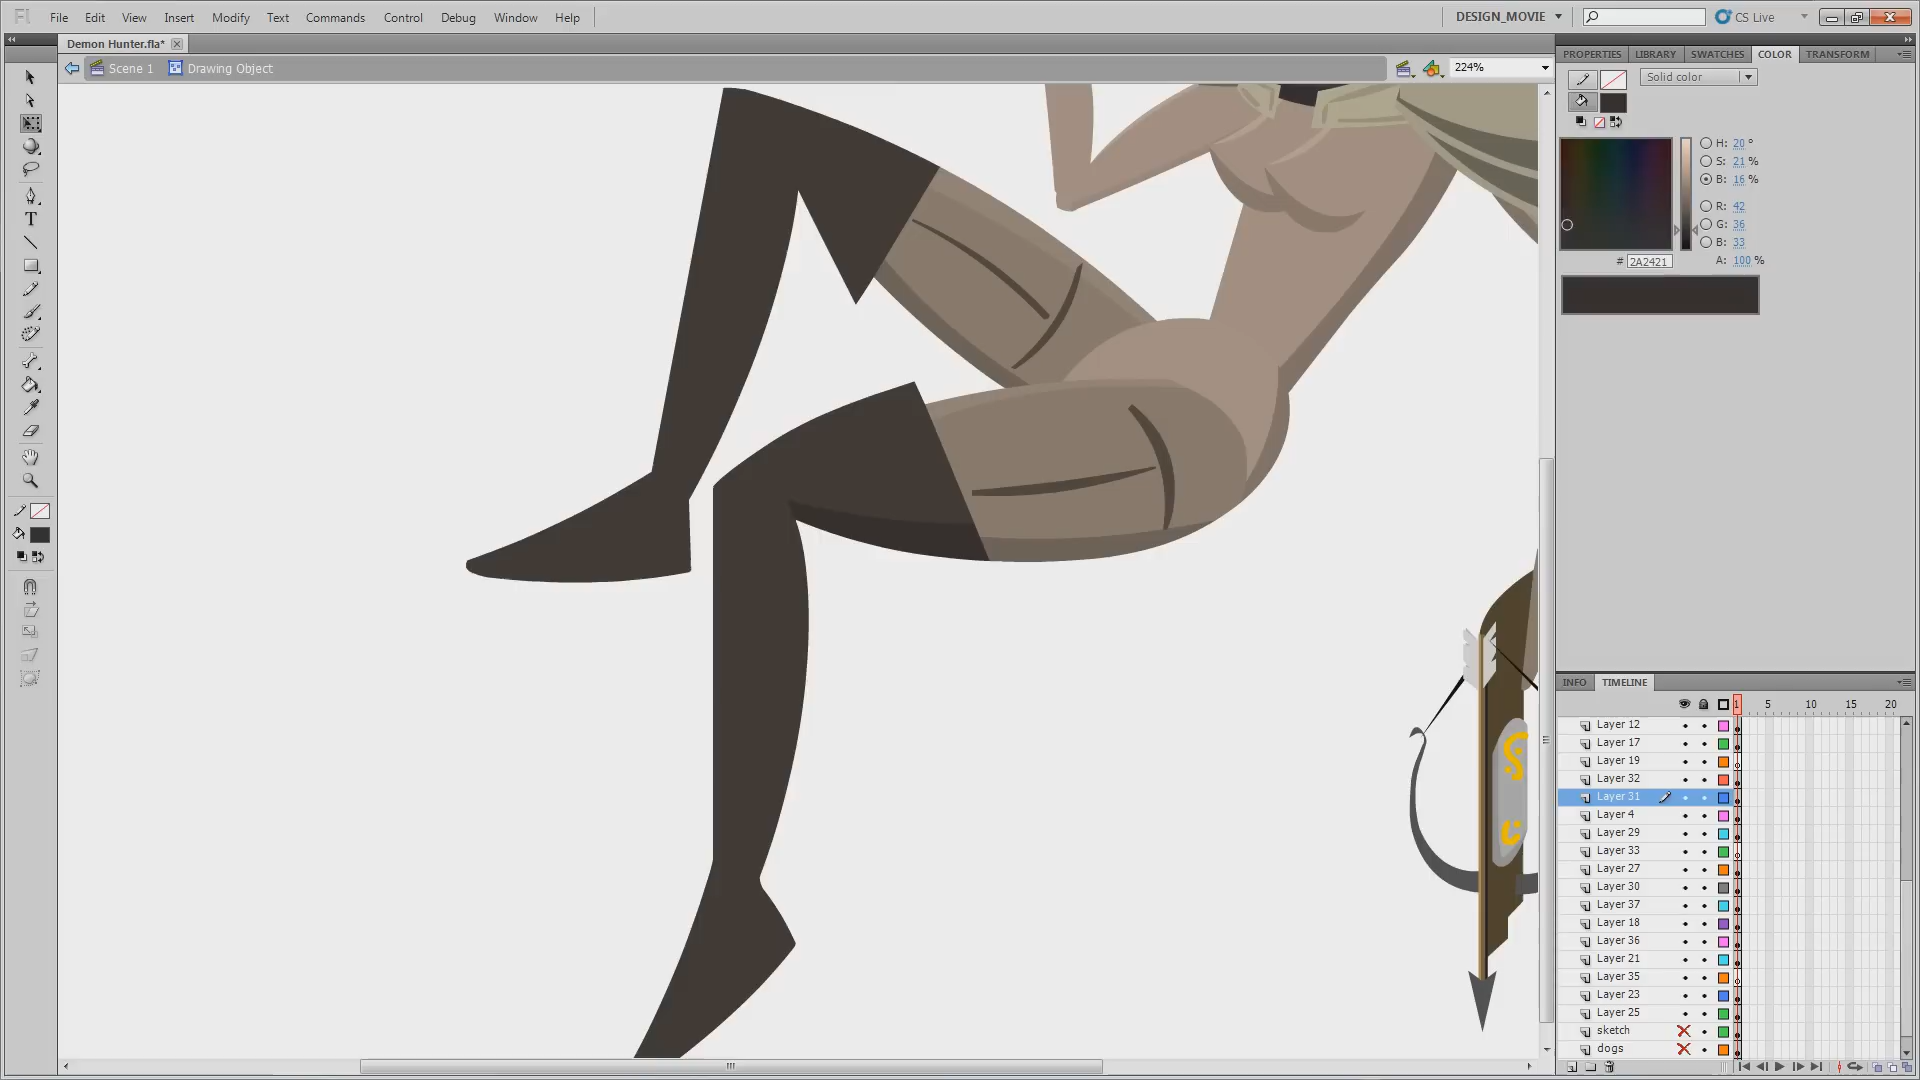 Fl File Edit View Insert Modify Text Commands Control Debug Window Help DESIGN_MOVIE CS Live
Demon Hunter.fla*
Scene 1 Drawing Object 224%
PROPERTIES LIBRARY SWATCHES COLOR TRANSFORM
Solid color
H: 20 °
S: 21 %
B: 16 %
R: 42
G: 36
B: 33
# 2A2421 A: 100 %
T
INFO TIMELINE
1 5 10 15 20
Layer 12
Layer 17
Layer 19
Layer 32
Layer 31
Layer 4
Layer 29
Layer 33
Layer 27
Layer 30
Layer 37
Layer 18
Layer 36
Layer 21
Layer 35
Layer 23
Layer 25
sketch
dogs